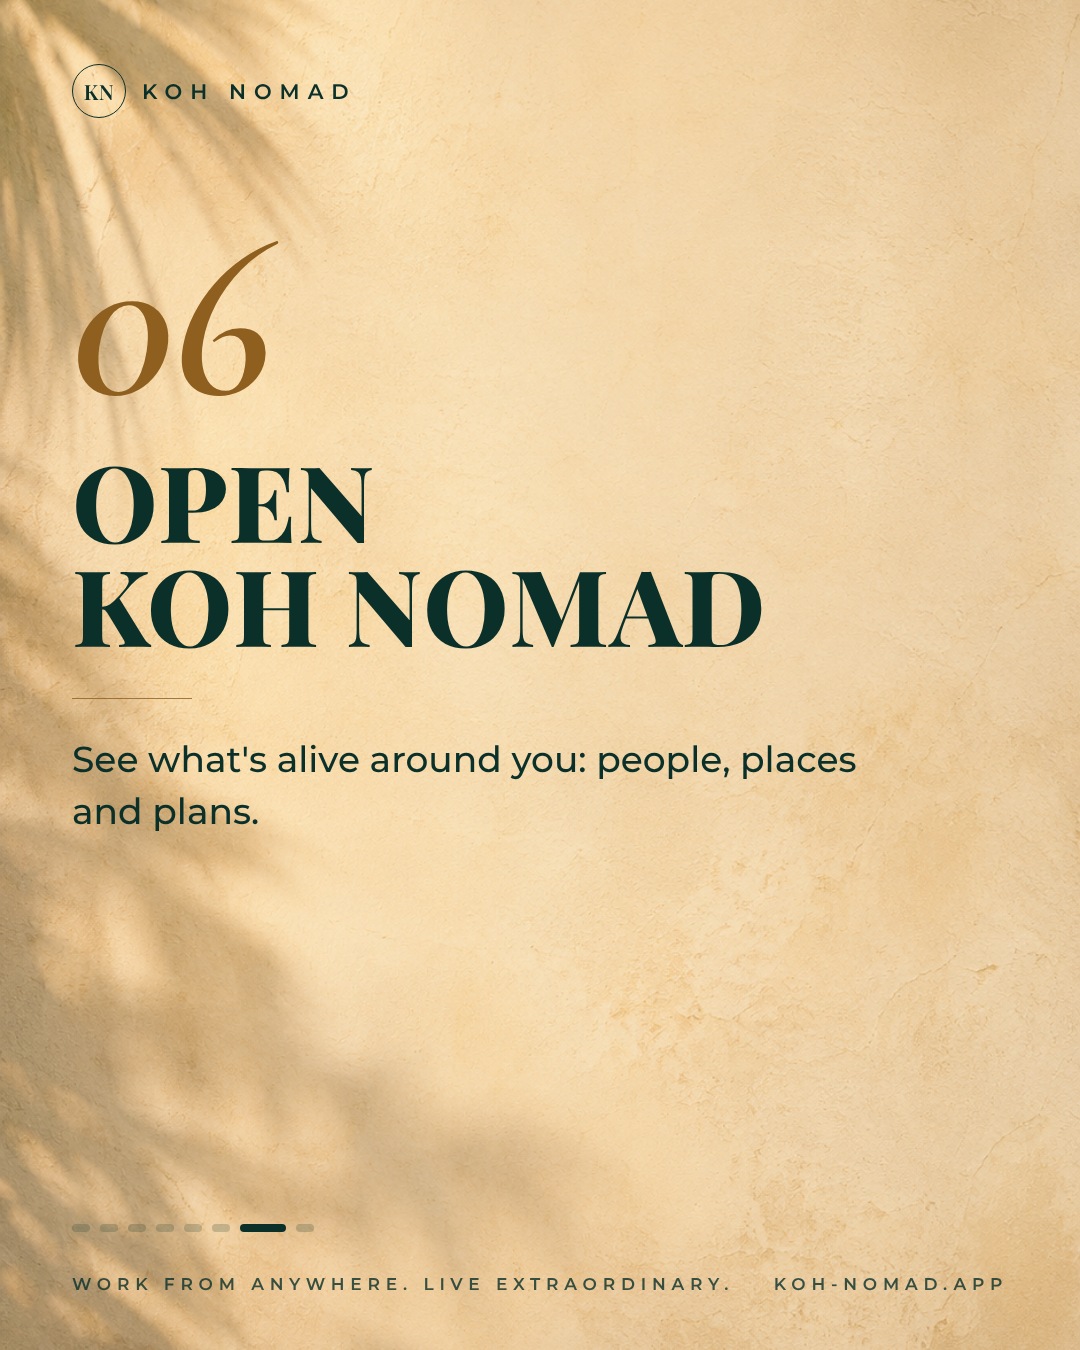 KN KOH NOMAD
06
OPEN
KOH NOMAD
See what's alive around you: people, places
and plans.
WORK FROM ANYWHERE. LIVE EXTRAORDINARY. KOH-NOMAD.APP